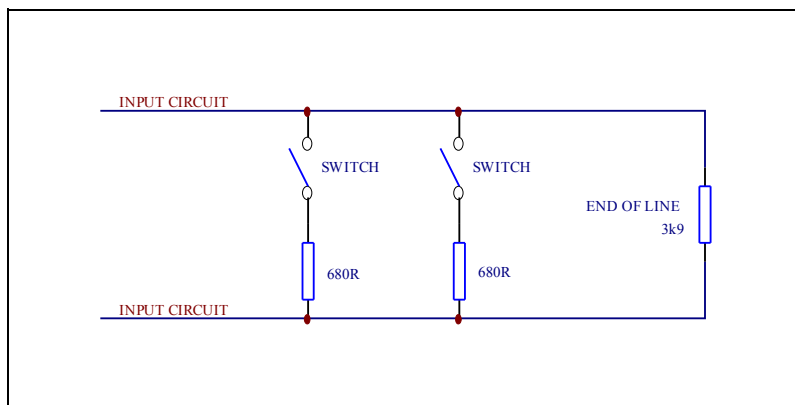 INPUT CIRCUIT
SWITCH
SWITCH
END OF LINE
3k9
680R
680R
INPUT CIRCUIT